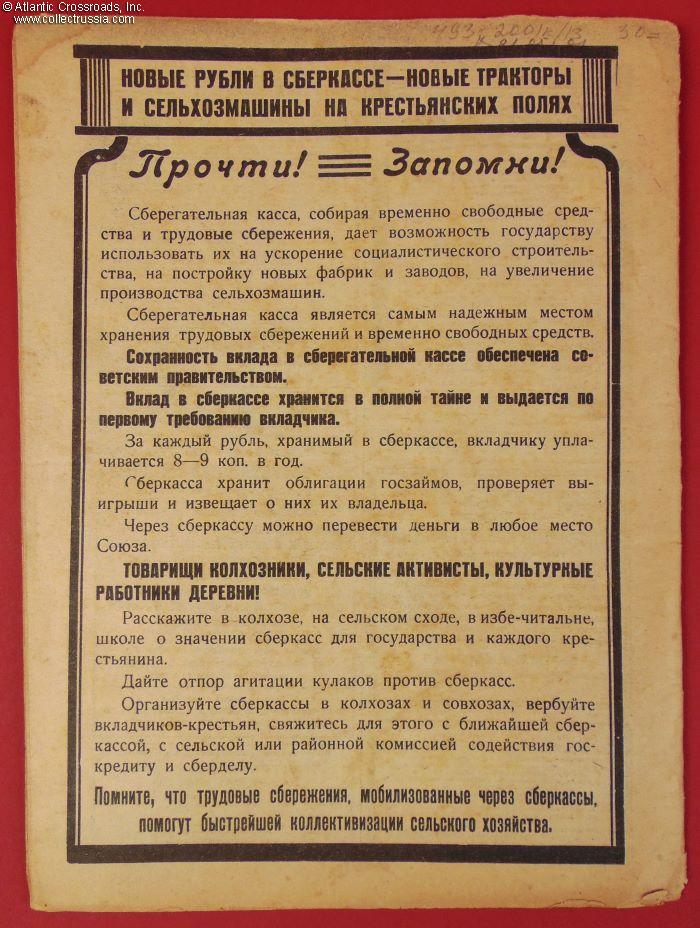 © Atlantic Crossroads, Inc.
www.collectrussia.com
30=
НОВЫЕ РУБЛИ В СБЕРКАССЕ—НОВЫЕ ТРАКТОРЫ
И СЕЛЬХОЗМАШИНЫ НА КРЕСТЬЯНСКИХ ПОЛЯХ
Прочти! Запомни!
Сберегательная касса, собирая временно свободные сред-
ства и трудовые сбережения, дает возможность государству
использовать их на ускорение социалистического строитель-
ства, на постройку новых фабрик и заводов, на увеличение
производства сельхозмашин.
Сберегательная касса является самым надежным местом
хранения трудовых сбережений и временно свободных средств.
Сохранность вклада в сберегательной кассе обеспечена со-
ветским правительством.
Вклад в сберкассе хранится в полной тайне и выдается по
первому требованию вкладчика.
За каждый рубль, хранимый в сберкассе, вкладчику упла-
чивается 8—9 коп. в год.
Сберкасса хранит облигации госзаймов, проверяет вы-
игрыши и извещает о них их владельца.
Через сберкассу можно перевести деньги в любое место
Союза.
ТОВАРИЩИ КОЛХОЗНИКИ, СЕЛЬСКИЕ АКТИВИСТЫ, КУЛЬТУРНЫЕ
РАБОТНИКИ ДЕРЕВНИ!
Расскажите в колхозе, на сельском сходе, в избе-читальне,
школе о значении сберкасс для государства и каждого кре-
стьянина.
Дайте отпор агитации кулаков против сберкасс.
Организуйте сберкассы в колхозах и совхозах, вербуйте
вкладчиков-крестьян, свяжитесь для этого с ближайшей сбер-
кассой, с сельской или районной комиссией содействия гос-
кредиту и сберделу.
Помните, что трудовые сбережения, мобилизованные через сберкассы,
помогут быстрейшей коллективизации сельского хозяйства.